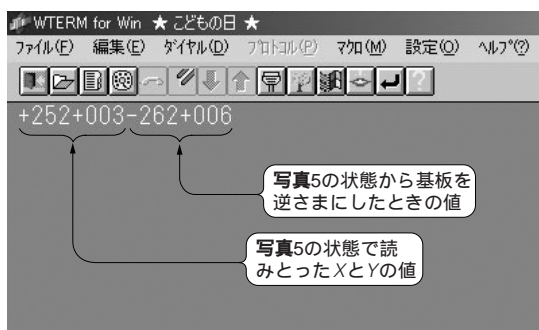 WTERM for Win ★ こどもの日 ★
ファイル(F) 編集(E) ダイヤル(D) プロトコル(P) マクロ(M) 設定(O) ヘルプ(?)
+252+003-262+006
写真5の状態から基板を
逆さまにしたときの値
写真5の状態で読
みとったXとYの値